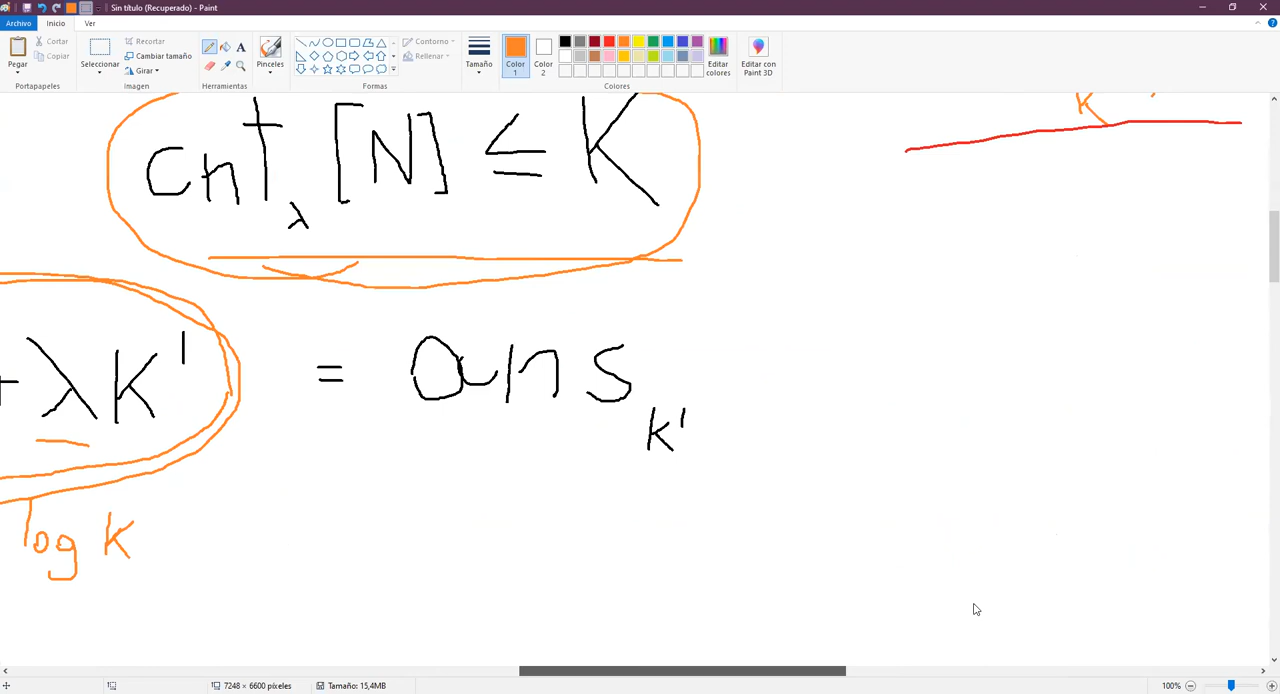 Sin título (Recuperado) - Paint
Archivo Inicio Ver
Pegar Cortar Copiar Seleccionar Recortar Cambiar tamaño Girar Pinceles Contorno Rellenar Tamaño Color 1 Color 2 Editar colores Editar con Paint 3D
Portapapeles Imagen Herramientas Formas Colores
K
cnt_λ [N] ≤ K
+ λK' = ans_K'
log K
7248 × 6600 píxeles Tamaño: 15,4MB 100%